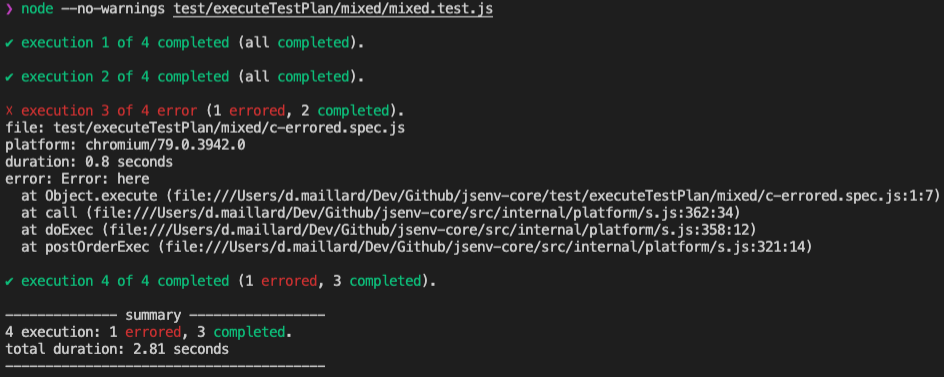 ❯ node --no-warnings test/executeTestPlan/mixed/mixed.test.js
✔ execution 1 of 4 completed (all completed).
✔ execution 2 of 4 completed (all completed).
☓ execution 3 of 4 error (1 errored, 2 completed).
file: test/executeTestPlan/mixed/c-errored.spec.js
platform: chromium/79.0.3942.0
duration: 0.8 seconds
error: Error: here
at Object.execute (file:///Users/d.maillard/Dev/Github/jsenv-core/test/executeTestPlan/mixed/c-errored.spec.js:1:7)
at call (file:///Users/d.maillard/Dev/Github/jsenv-core/src/internal/platform/s.js:362:34)
at doExec (file:///Users/d.maillard/Dev/Github/jsenv-core/src/internal/platform/s.js:358:12)
at postOrderExec (file:///Users/d.maillard/Dev/Github/jsenv-core/src/internal/platform/s.js:321:14)
✔ execution 4 of 4 completed (1 errored, 3 completed).
-------------- summary -----------------
4 execution: 1 errored, 3 completed.
total duration: 2.81 seconds
----------------------------------------